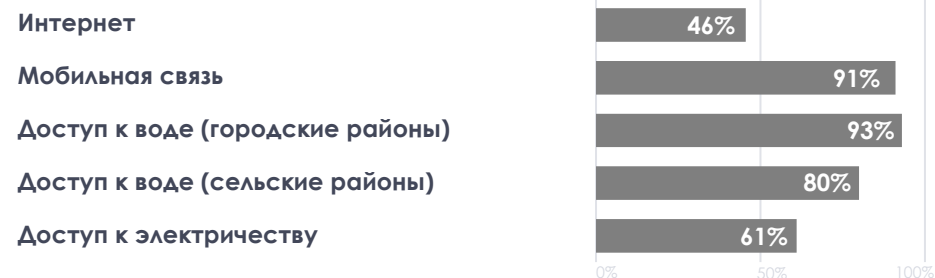 Интернет 46%
Мобильная связь 91%
Доступ к воде (городские районы) 93%
Доступ к воде (сельские районы) 80%
Доступ к электричеству 61%
0% 50% 100%